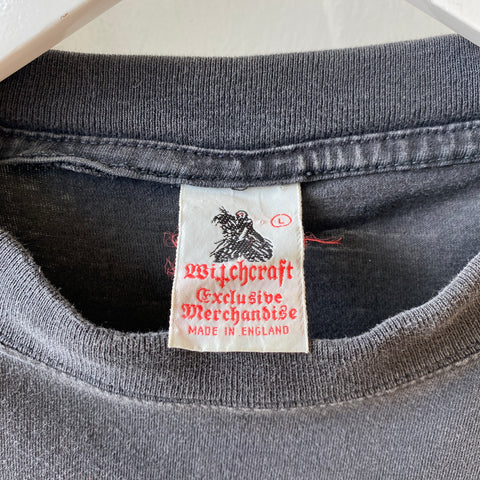 L
Witchcraft
Exclusive
Merchandise
MADE IN ENGLAND